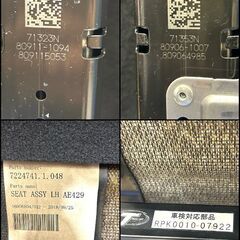 71323N
80911-1094
809115053
71353N
80906-1007
809064985
Parts number:
7224741.1.048
Parts name:
SEAT ASSY LH AE429
車検対応部品
RPK0010-07922